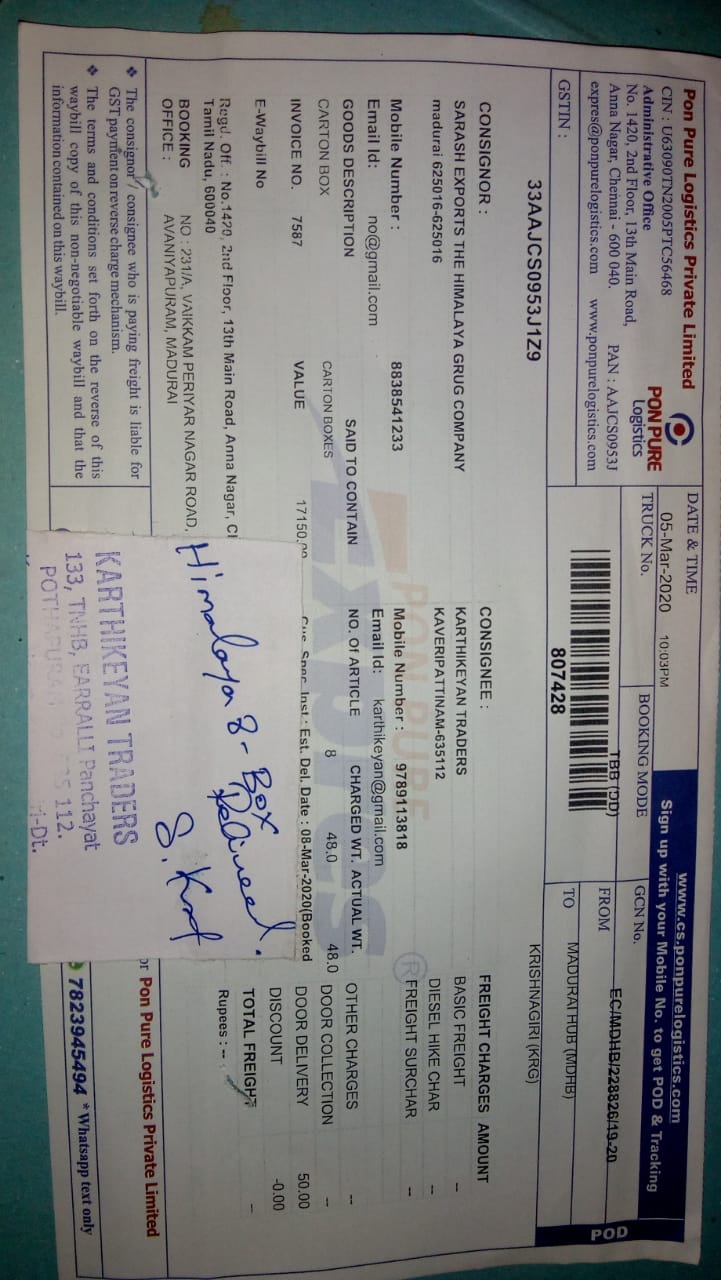 Pon Pure Logistics Private Limited
CIN : U63090TN2005PTC56468
Administrative Office
No. 1420, 2nd Floor, 13th Main Road,
Anna Nagar, Chennai - 600 040.
PAN : AAJCS0953J
expres@ponpurelogistics.com www.ponpurelogistics.com
PON PURE
Logistics
GSTIN :
33AAJCS0953J1Z9
DATE & TIME
05-Mar-2020 10:03PM
TRUCK No.
BOOKING MODE
TBB (DD)
807428
www.cs.ponpurelogistics.com
Sign up with your Mobile No. to get POD & Tracking
GCN No.
EC/MDHB/228826/19-20
FROM
MADURAI HUB (MDHB)
TO
KRISHNAGIRI (KRG)
POD
CONSIGNOR :
SARASH EXPORTS THE HIMALAYA GRUG COMPANY
madurai 625016-625016
Mobile Number : 8838541233
Email Id: no@gmail.com
CONSIGNEE :
KARTHIKEYAN TRADERS
KAVERIPATTINAM-635112
Mobile Number : 9789113818
Email Id: karthikeyan@gmail.com
GOODS DESCRIPTION SAID TO CONTAIN NO. OF ARTICLE CHARGED WT. ACTUAL WT.
CARTON BOX CARTON BOXES 8 48.0 48.0
INVOICE NO. 7587 VALUE 17150.00
Cus. Spec. Inst.: Est. Del. Date : 08-Mar-2020(Booked
E-Waybill No
Regd. Off. : No.1420, 2nd Floor, 13th Main Road, Anna Nagar,
Tamil Nadu, 600040
BOOKING OFFICE : NO : 231/A, VAIKKAM PERIYAR NAGAR ROAD,
AVANIYAPURAM, MADURAI
FREIGHT CHARGES AMOUNT
BASIC FREIGHT --
DIESEL HIKE CHAR --
FREIGHT SURCHAR --
OTHER CHARGES --
DOOR COLLECTION --
DOOR DELIVERY 50.00
DISCOUNT -0.00
TOTAL FREIGHT --
Rupees : --
❖ The consignor / consignee who is paying freight is liable for
GST payment on reverse charge mechanism.
❖ The terms and conditions set forth on the reverse of this
waybill copy of this non-negotiable waybill and that the
information contained on this waybill.
Himalaya 8 - Box
KARTHIKEYAN TRADERS
133, TNHB, Panchayat
112.
-Dt.
PON PURE
EXPRESS
or Pon Pure Logistics Private Limited
7823945494 * Whatsapp text only